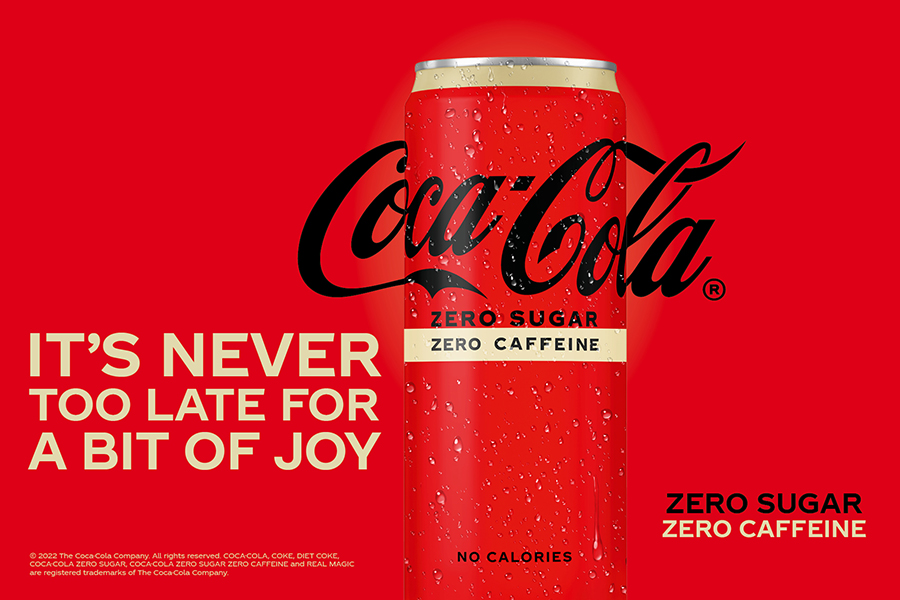 Coca-Cola®
ZERO SUGAR
ZERO CAFFEINE
IT'S NEVER
TOO LATE FOR
A BIT OF JOY
ZERO SUGAR
ZERO CAFFEINE
NO CALORIES
© 2022 The Coca-Cola Company. All rights reserved. COCA-COLA, COKE, DIET COKE,
COCA-COLA ZERO SUGAR, COCA-COLA ZERO SUGAR ZERO CAFFEINE and REAL MAGIC
are registered trademarks of The Coca-Cola Company.